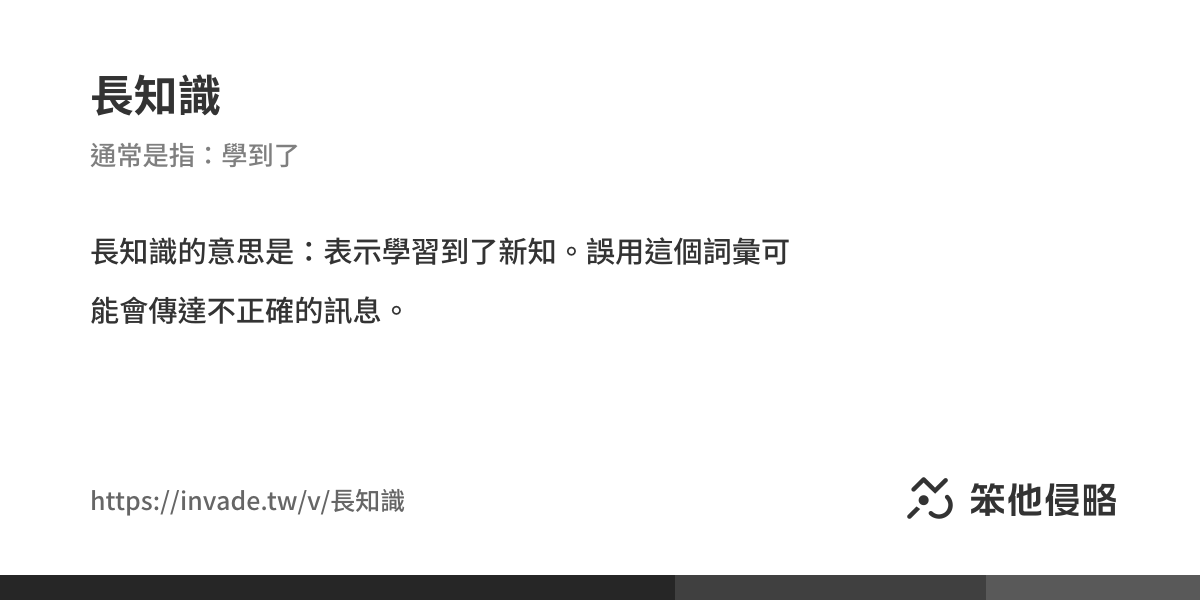 長知識
通常是指：學到了
長知識的意思是：表示學習到了新知。誤用這個詞彙可
能會傳達不正確的訊息。
https://invade.tw/v/長知識
笨他侵略